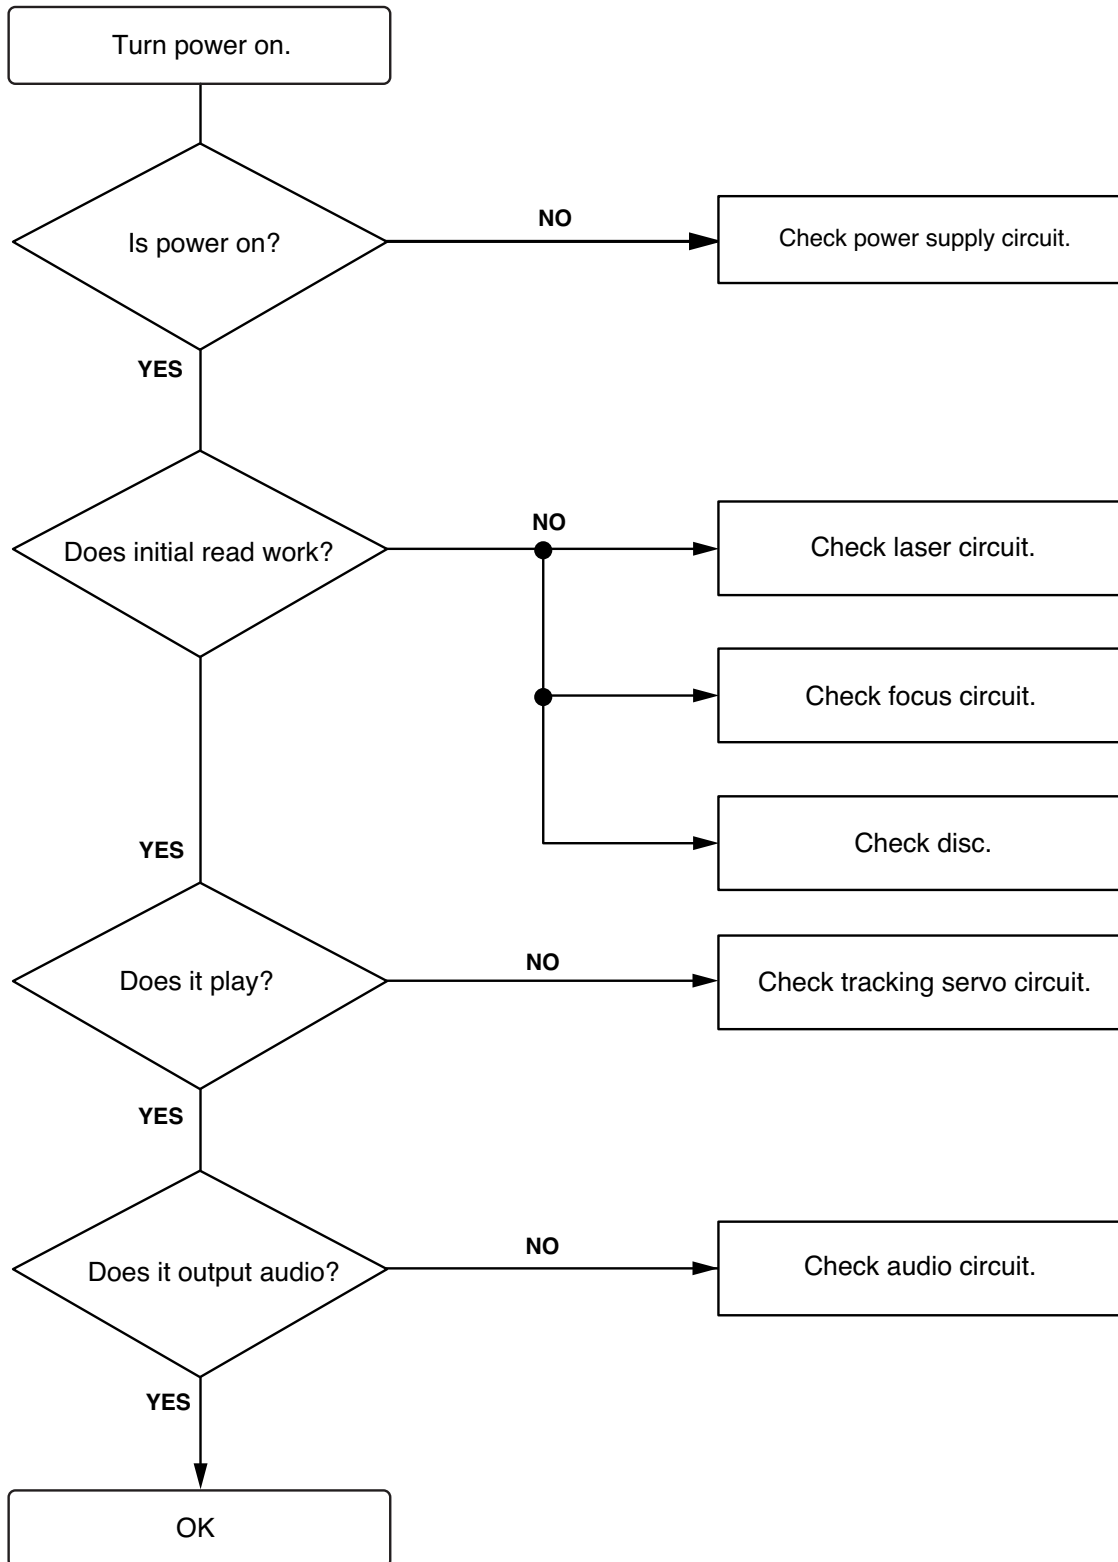 Turn power on.
Is power on?
NO
Check power supply circuit.
YES
Does initial read work?
NO
Check laser circuit.
Check focus circuit.
Check disc.
YES
Does it play?
NO
Check tracking servo circuit.
YES
Does it output audio?
NO
Check audio circuit.
YES
OK